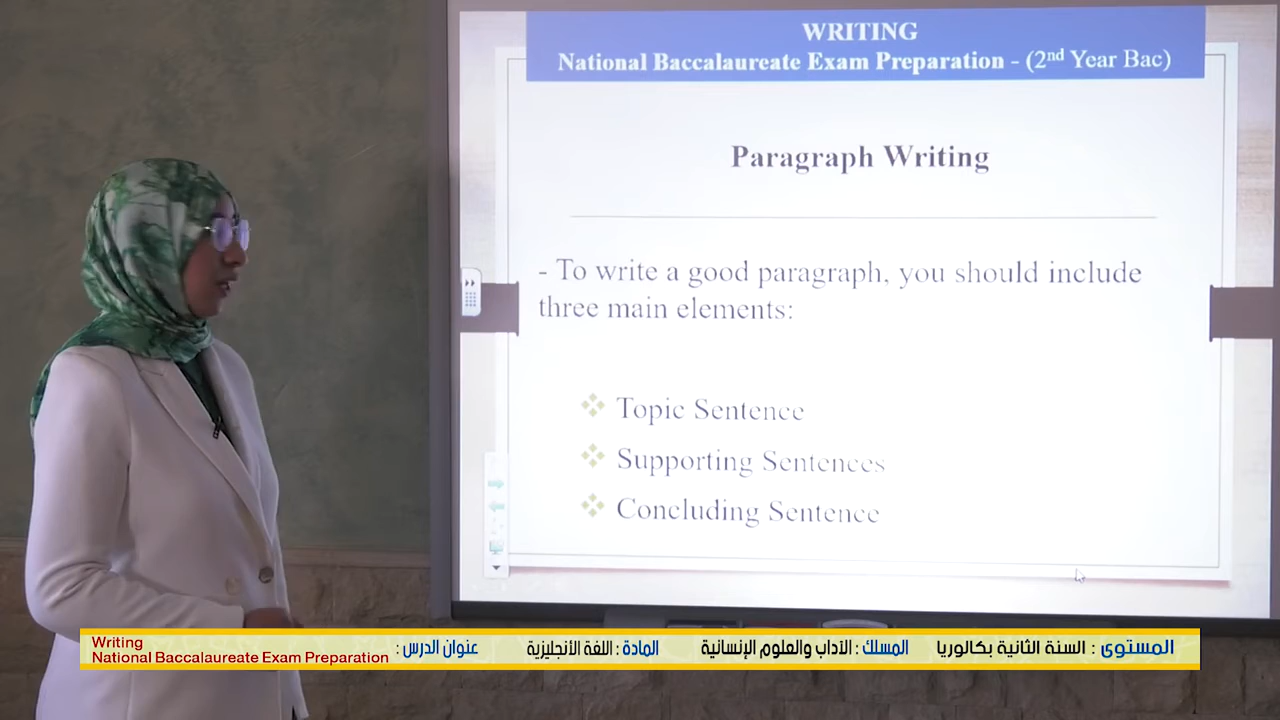 WRITING
National Baccalaureate Exam Preparation - (2nd Year Bac)
Paragraph Writing
- To write a good paragraph, you should include
three main elements:
Topic Sentence
Supporting Sentences
Concluding Sentence
المستوى : السنة الثانية بكالوريا المسلك : الآداب والعلوم الإنسانية المادة : اللغة الأنجليزية عنوان الدرس :
Writing
National Baccalaureate Exam Preparation